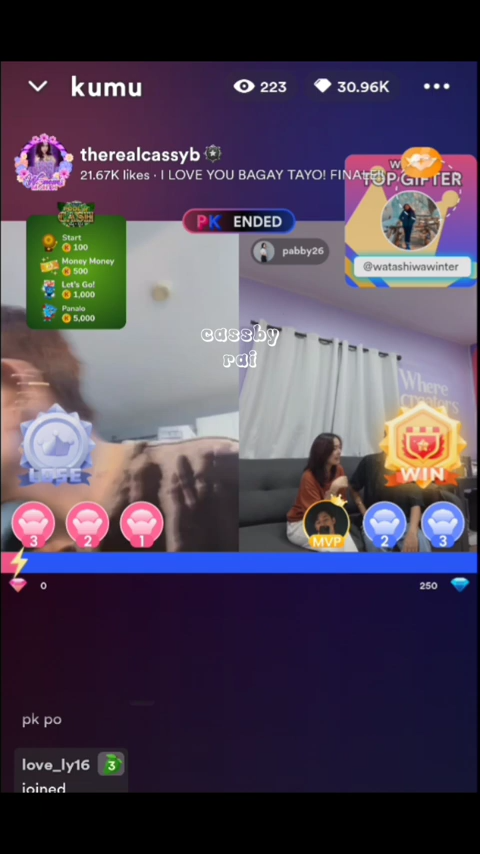 kumu
223
30.96K
therealcassyb
21.67K likes · I LOVE YOU BAGAY TAYO! FINALE
TOP GIFTER
@watashiwawinter
PK ENDED
pabby26
Start
100
Money Money
500
Let's Go!
1,000
Panalo
5,000
cassby
rai
Where
creators
LOSE
WIN
3
2
1
MVP
2
3
0
250
pk po
love_ly16 3
joined